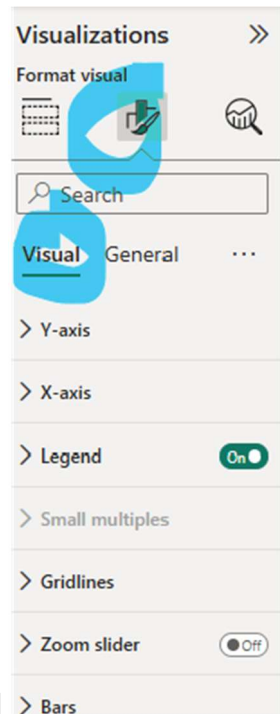 Visualizations
Format visual
Search
Visual General ...
Y-axis
X-axis
Legend On
Small multiples
Gridlines
Zoom slider Off
Bars